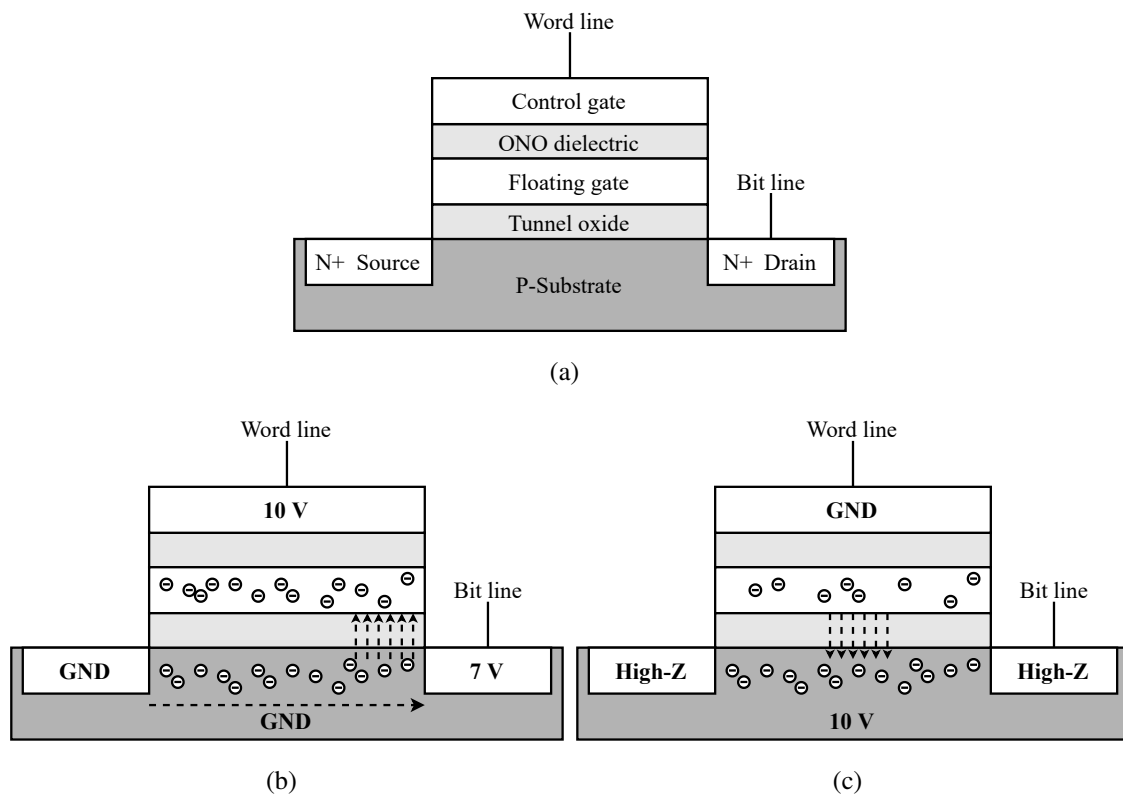 Word line
Control gate
ONO dielectric
Floating gate
Bit line
Tunnel oxide
N+ Source
N+ Drain
P-Substrate
(a)
Word line
10 V
Bit line
GND
7 V
GND
(b)
Word line
GND
Bit line
High-Z
High-Z
10 V
(c)